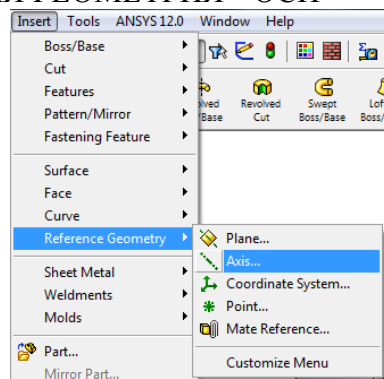 Insert Tools ANSYS 12.0 Window Help
Boss/Base
Cut
Features
Pattern/Mirror
Fastening Feature
Surface
Face
Curve
Reference Geometry
Sheet Metal
Weldments
Molds
Part...
Mirror Part...
Revolved Cut
Swept Boss/Base
Plane...
Axis...
Coordinate System...
Point...
Mate Reference...
Customize Menu